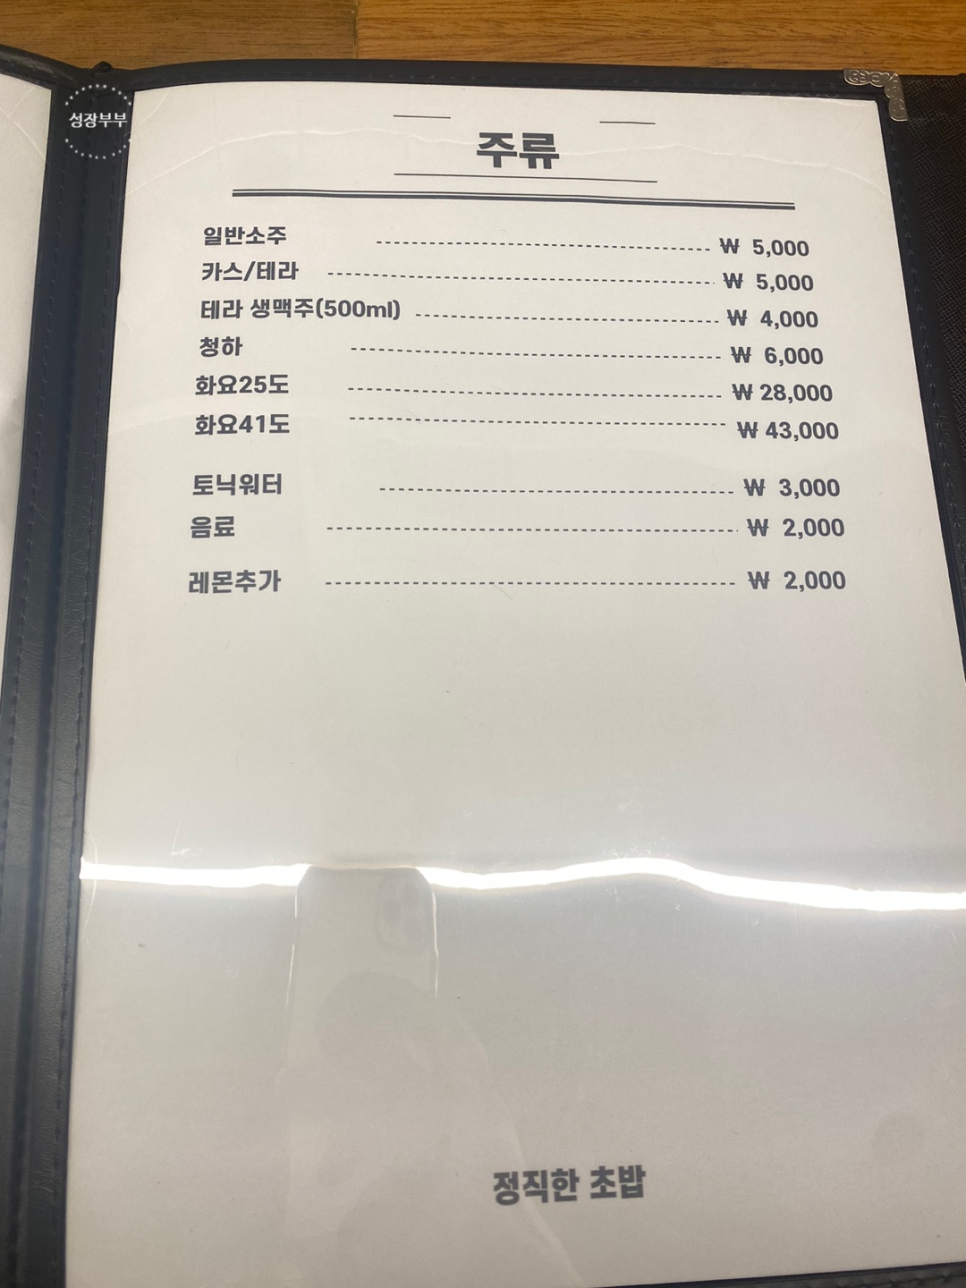 성장부부
주류
일반소주 ₩ 5,000
카스/테라 ₩ 5,000
테라 생맥주(500ml) ₩ 4,000
청하 ₩ 6,000
화요25도 ₩ 28,000
화요41도 ₩ 43,000
토닉워터 ₩ 3,000
음료 ₩ 2,000
레몬추가 ₩ 2,000
정직한 초밥